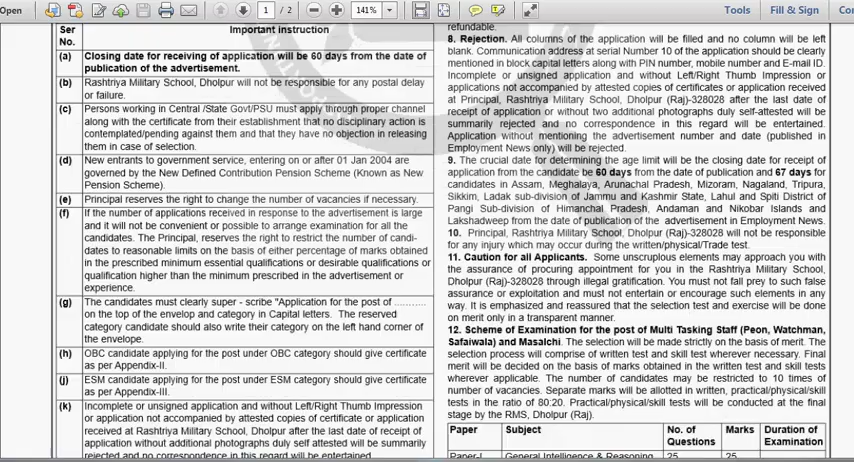 Open
1 / 2
141%
Tools
Fill & Sign
Ser No.
Important instruction
(a) Closing date for receiving of application will be 60 days from the date of
publication of the advertisement.
(b) Rashtriya Military School, Dholpur will not be responsible for any postal delay
or failure.
(c) Persons working in Central /State Govt/PSU must apply through proper channel
along with the certificate from their establishment that no disciplinary action is
contemplated/pending against them and that they have no objection in releasing
them in case of selection.
(d) New entrants to government service, entering on or after 01 Jan 2004 are
governed by the New Defined Contribution Pension Scheme (Known as New
Pension Scheme).
(e) Principal reserves the right to change the number of vacancies if necessary.
(f) If the number of applications received in response to the advertisement is large
and it will not be convenient or possible to arrange examination for all the
candidates. The Principal, reserves the right to restrict the number of candi-
dates to reasonable limits on the basis of either percentage of marks obtained
in the prescribed minimum essential qualifications or desirable qualifications or
qualification higher than the minimum prescribed in the advertisement or
experience.
(g) The candidates must clearly super - scribe "Application for the post of ...........
on the top of the envelop and category in Capital letters. The reserved
category candidate should also write their category on the left hand corner of
the envelope.
(h) OBC candidate applying for the post under OBC category should give certificate
as per Appendix-II.
(j) ESM candidate applying for the post under ESM category should give certificate
as per Appendix-III.
(k) Incomplete or unsigned application and without Left/Right Thumb Impression
or application not accompanied by attested copies of certificate or application
received at Rashtriya Military School, Dholpur after the last date of receipt of
application without additional photographs duly self attested will be summarily
rejected and no correspondence in this regard will be entertained
refundable.
8. Rejection. All columns of the application will be filled and no column will be left
blank. Communication address at serial Number 10 of the application should be clearly
mentioned in block capital letters along with PIN number, mobile number and E-mail ID.
Incomplete or unsigned application and without Left/Right Thumb Impression or
applications not accompanied by attested copies of certificates or application received
at Principal, Rashtriya Military School, Dholpur (Raj)-328028 after the last date of
receipt of application or without two additional photographs duly self-attested will be
summarily rejected and no correspondence in this regard will be entertained.
Application without mentioning the advertisement number and date (published in
Employment News only) will be rejected.
9. The crucial date for determining the age limit will be the closing date for receipt of
application from the candidate be 60 days from the date of publication and 67 days for
candidates in Assam, Meghalaya, Arunachal Pradesh, Mizoram, Nagaland, Tripura,
Sikkim, Ladak sub-division of Jammu and Kashmir State, Lahul and Spiti District of
Pangi Sub-division of Himanchal Pradesh, Andaman and Nikobar Islands and
Lakshadweep from the date of publication of the advertisement in Employment News.
10. Principal, Rashtriya Military School, Dholpur (Raj)-328028 will not be responsible
for any injury which may occur during the written/physical/Trade test.
11. Caution for all Applicants. Some unscrupulous elements may approach you with
the assurance of procuring appointment for you in the Rashtriya Military School,
Dholpur (Raj)-328028 through illegal gratification. You must not fall prey to such false
assurance or exploitation and must not entertain or encourage such elements in any
way. It is emphasized and reassured that the selection test and exercise will be done
on merit only in a transparent manner.
12. Scheme of Examination for the post of Multi Tasking Staff (Peon, Watchman,
Safaiwala) and Masalchi. The selection will be made strictly on the basis of merit. The
selection process will comprise of written test and skill test wherever necessary. Final
merit will be decided on the basis of marks obtained in the written test and skill tests
wherever applicable. The number of candidates may be restricted to 10 times of
number of vacancies. Separate marks will be allotted in written, practical/physical/skill
tests in the ratio of 80:20. Practical/physical/skill tests will be conducted at the final
stage by the RMS, Dholpur (Raj).
Paper Subject No. of Questions Marks Duration of Examination
Paper-I General Intelligence & Reasoning 25 25